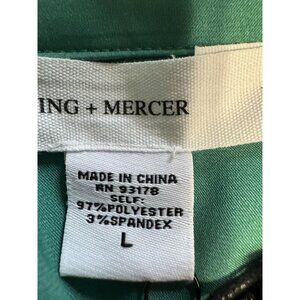 ING + MERCER
MADE IN CHINA
RN 93178
SELF:
97%POLYESTER
3%SPANDEX
L